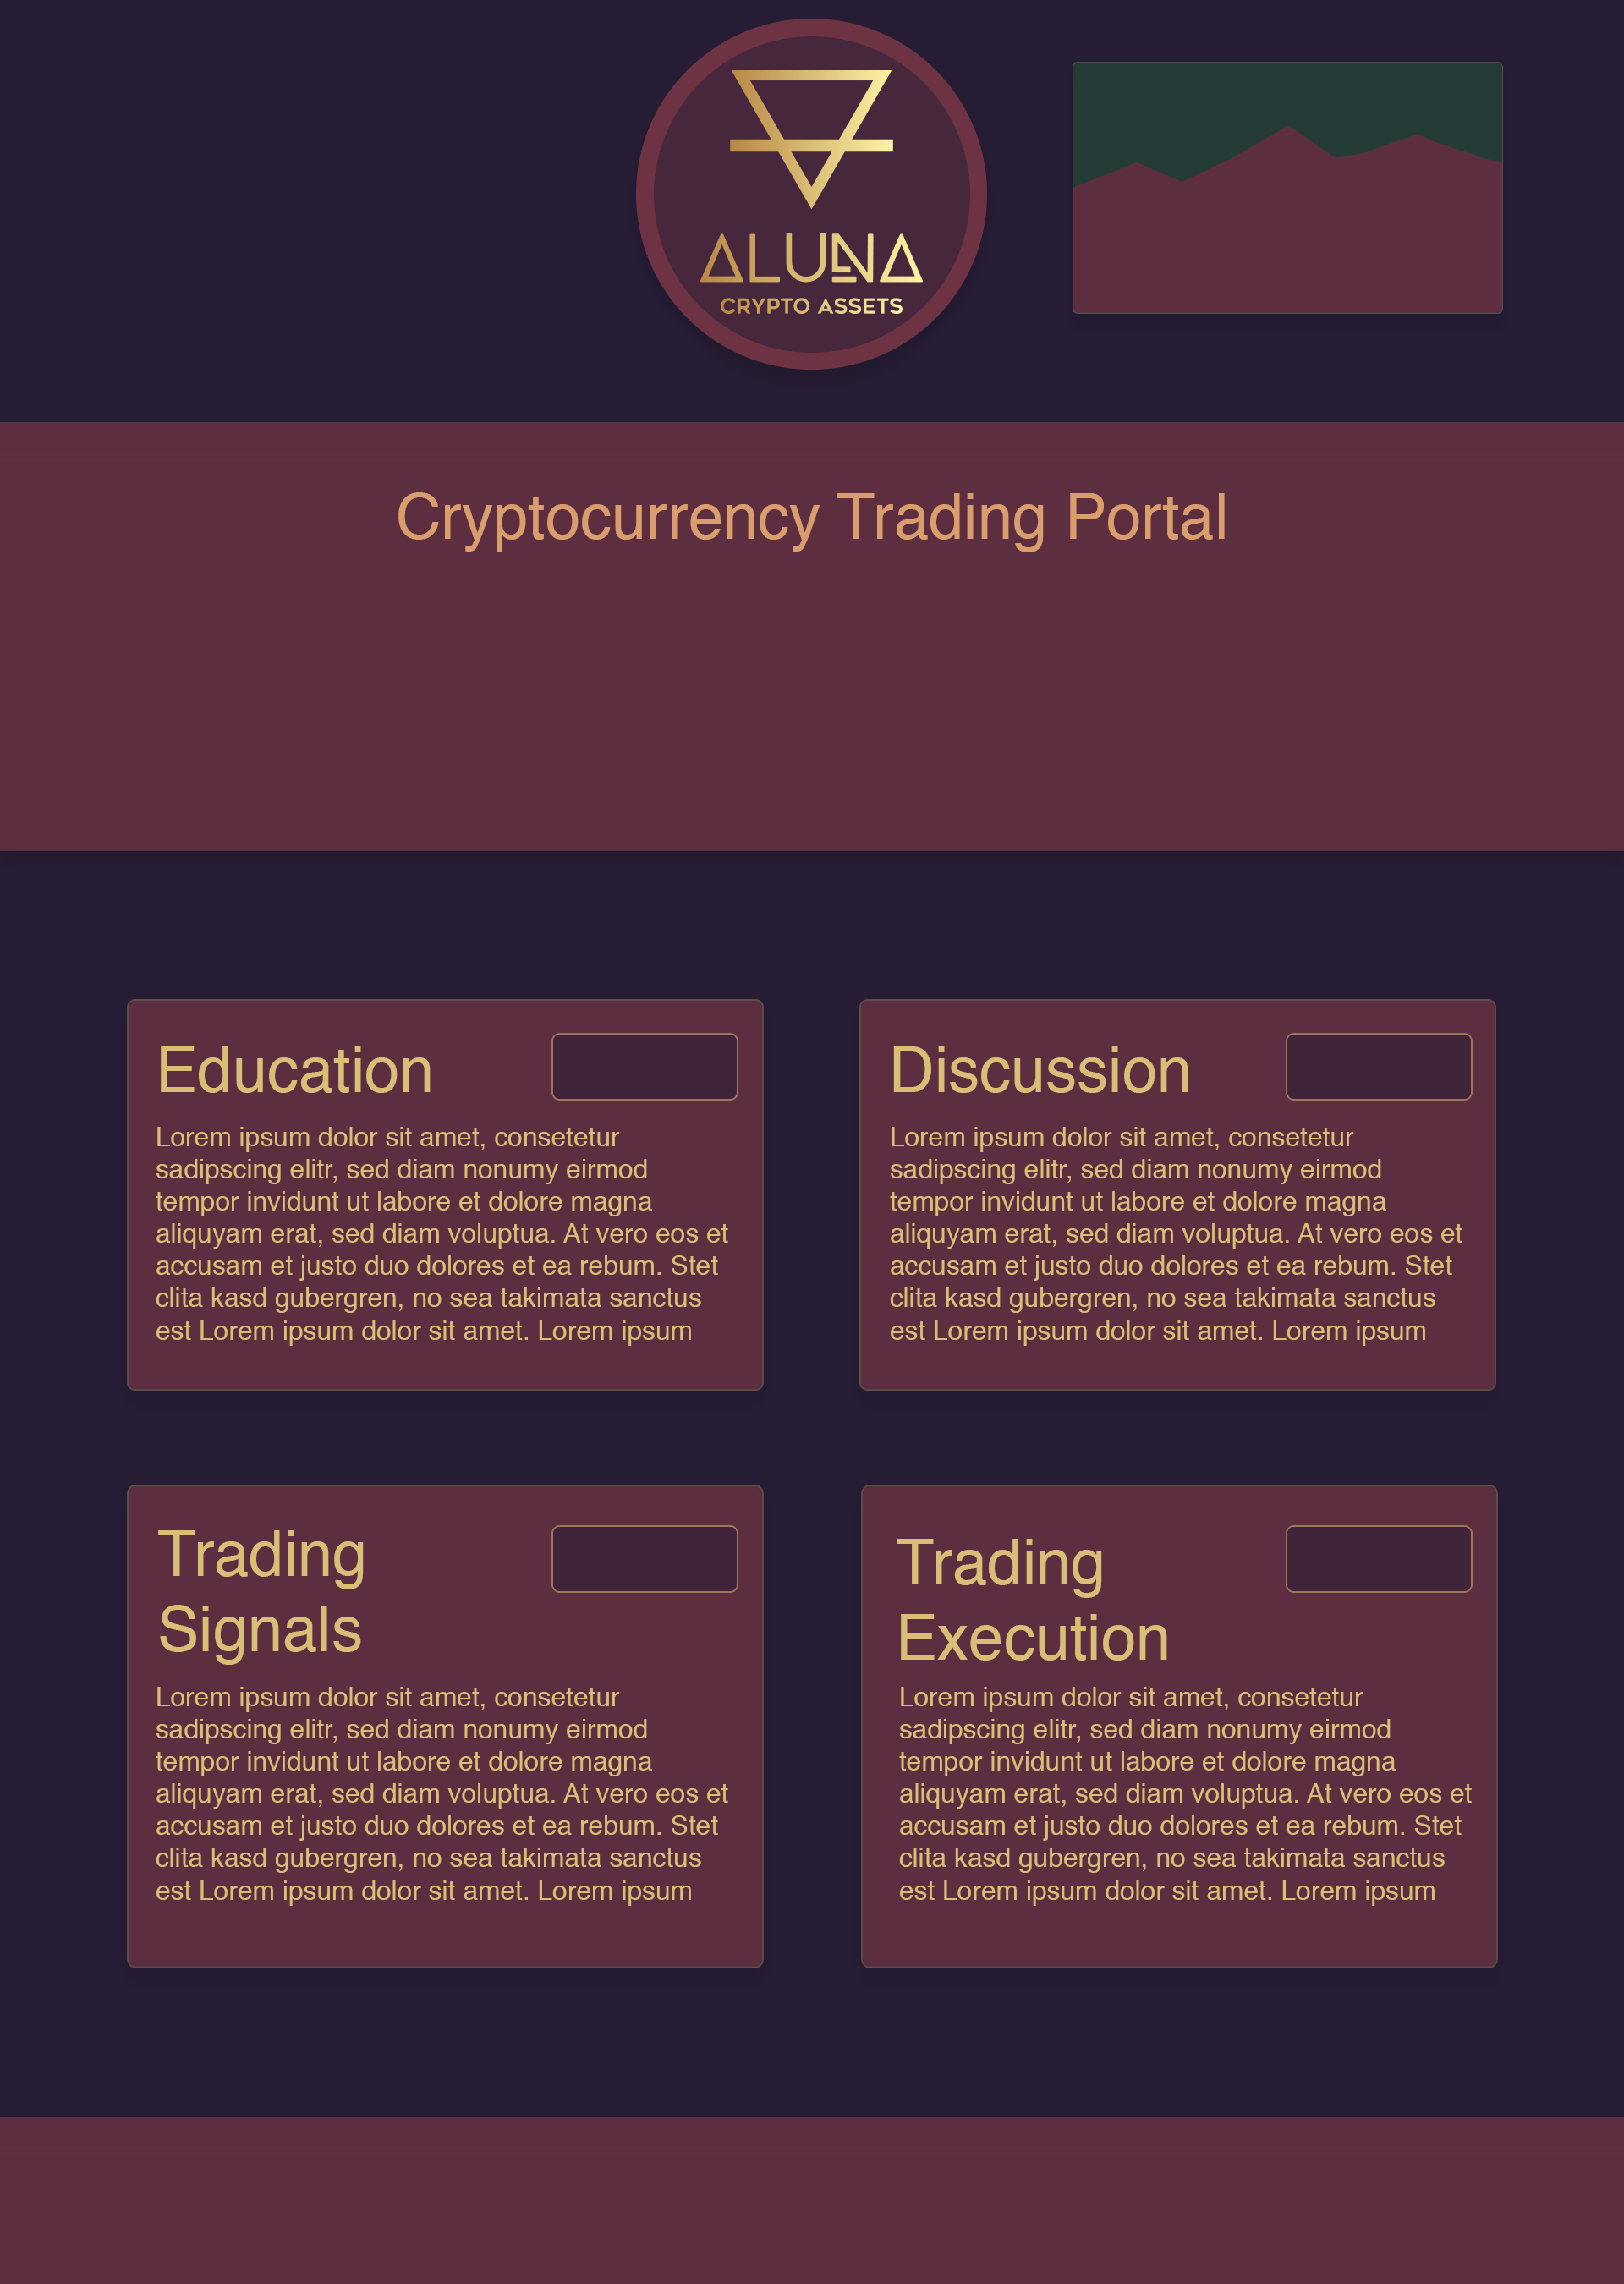 ALUNA
CRYPTO ASSETS
Cryptocurrency Trading Portal
Education
Lorem ipsum dolor sit amet, consetetur
sadipscing elitr, sed diam nonumy eirmod
tempor invidunt ut labore et dolore magna
aliquyam erat, sed diam voluptua. At vero eos et
accusam et justo duo dolores et ea rebum. Stet
clita kasd gubergren, no sea takimata sanctus
est Lorem ipsum dolor sit amet. Lorem ipsum
Discussion
Lorem ipsum dolor sit amet, consetetur
sadipscing elitr, sed diam nonumy eirmod
tempor invidunt ut labore et dolore magna
aliquyam erat, sed diam voluptua. At vero eos et
accusam et justo duo dolores et ea rebum. Stet
clita kasd gubergren, no sea takimata sanctus
est Lorem ipsum dolor sit amet. Lorem ipsum
Trading
Signals
Lorem ipsum dolor sit amet, consetetur
sadipscing elitr, sed diam nonumy eirmod
tempor invidunt ut labore et dolore magna
aliquyam erat, sed diam voluptua. At vero eos et
accusam et justo duo dolores et ea rebum. Stet
clita kasd gubergren, no sea takimata sanctus
est Lorem ipsum dolor sit amet. Lorem ipsum
Trading
Execution
Lorem ipsum dolor sit amet, consetetur
sadipscing elitr, sed diam nonumy eirmod
tempor invidunt ut labore et dolore magna
aliquyam erat, sed diam voluptua. At vero eos et
accusam et justo duo dolores et ea rebum. Stet
clita kasd gubergren, no sea takimata sanctus
est Lorem ipsum dolor sit amet. Lorem ipsum